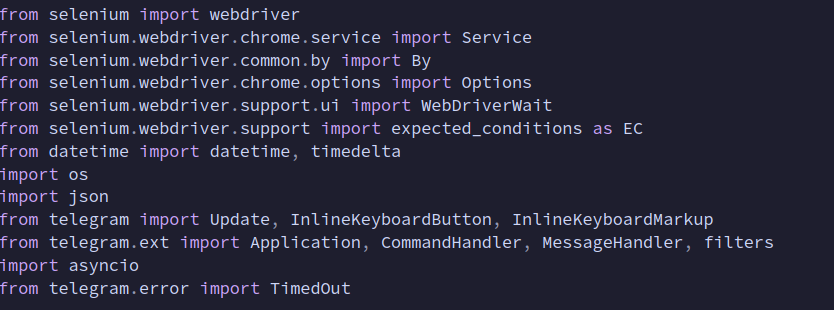 from selenium import webdriver
from selenium.webdriver.chrome.service import Service
from selenium.webdriver.common.by import By
from selenium.webdriver.chrome.options import Options
from selenium.webdriver.support.ui import WebDriverWait
from selenium.webdriver.support import expected_conditions as EC
from datetime import datetime, timedelta
import os
import json
from telegram import Update, InlineKeyboardButton, InlineKeyboardMarkup
from telegram.ext import Application, CommandHandler, MessageHandler, filters
import asyncio
from telegram.error import TimedOut